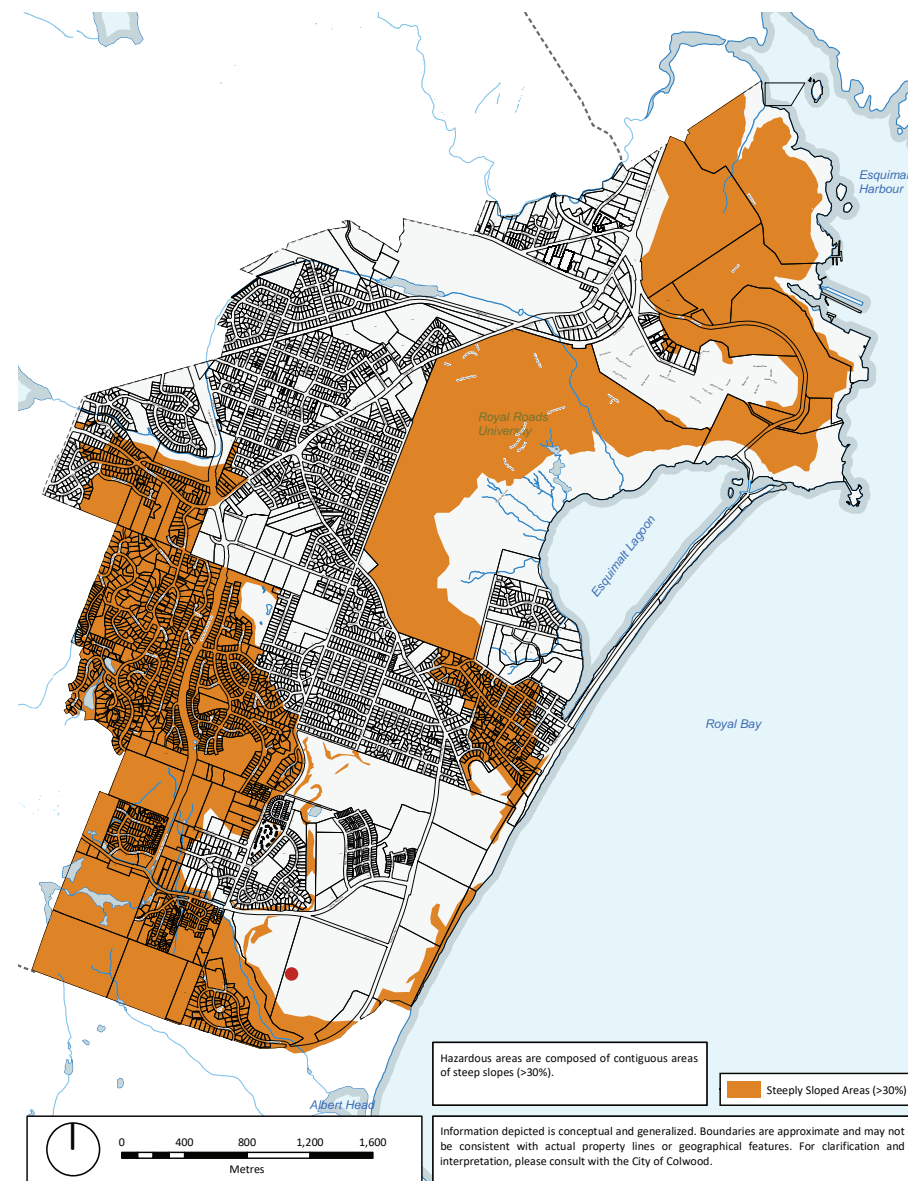 Esquimal
Harbour
Royal Roads
University
Esquimalt Lagoon
Royal Bay
Hazardous areas are composed of contiguous areas
of steep slopes (>30%).
Steeply Sloped Areas (>30%)
Albert Head
0 400 800 1,200 1,600
Metres
Information depicted is conceptual and generalized. Boundaries are approximate and may not
be consistent with actual property lines or geographical features. For clarification and
interpretation, please consult with the City of Colwood.